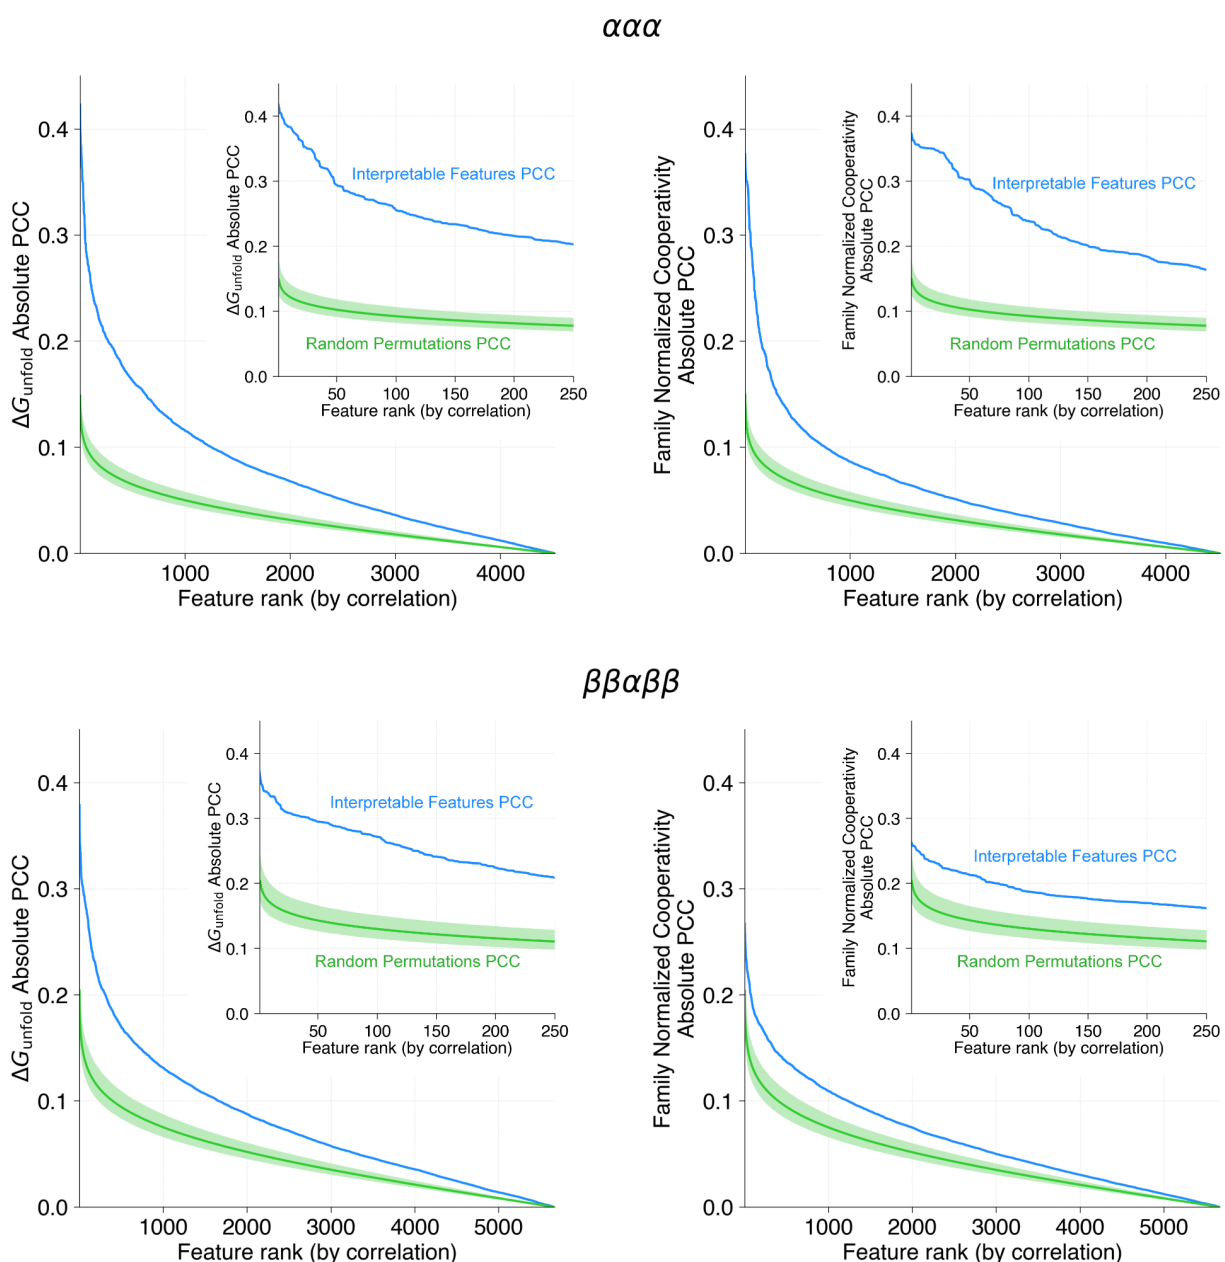 ααα
ΔG_unfold Absolute PCC
0.4
0.3
0.2
0.1
0.0
1000 2000 3000 4000
Feature rank (by correlation)
ΔG_unfold Absolute PCC
0.4
0.3
0.2
0.1
0.0
Interpretable Features PCC
Random Permutations PCC
50 100 150 200 250
Feature rank (by correlation)
Family Normalized Cooperativity
Absolute PCC
0.4
0.3
0.2
0.1
0.0
1000 2000 3000 4000
Feature rank (by correlation)
Family Normalized Cooperativity
Absolute PCC
0.4
0.3
0.2
0.1
0.0
Interpretable Features PCC
Random Permutations PCC
50 100 150 200 250
Feature rank (by correlation)
ββαββ
ΔG_unfold Absolute PCC
0.4
0.3
0.2
0.1
0.0
1000 2000 3000 4000 5000
Feature rank (by correlation)
ΔG_unfold Absolute PCC
0.4
0.3
0.2
0.1
0.0
Interpretable Features PCC
Random Permutations PCC
50 100 150 200 250
Feature rank (by correlation)
Family Normalized Cooperativity
Absolute PCC
0.4
0.3
0.2
0.1
0.0
1000 2000 3000 4000 5000
Feature rank (by correlation)
Family Normalized Cooperativity
Absolute PCC
0.4
0.3
0.2
0.1
0.0
Interpretable Features PCC
Random Permutations PCC
50 100 150 200 250
Feature rank (by correlation)